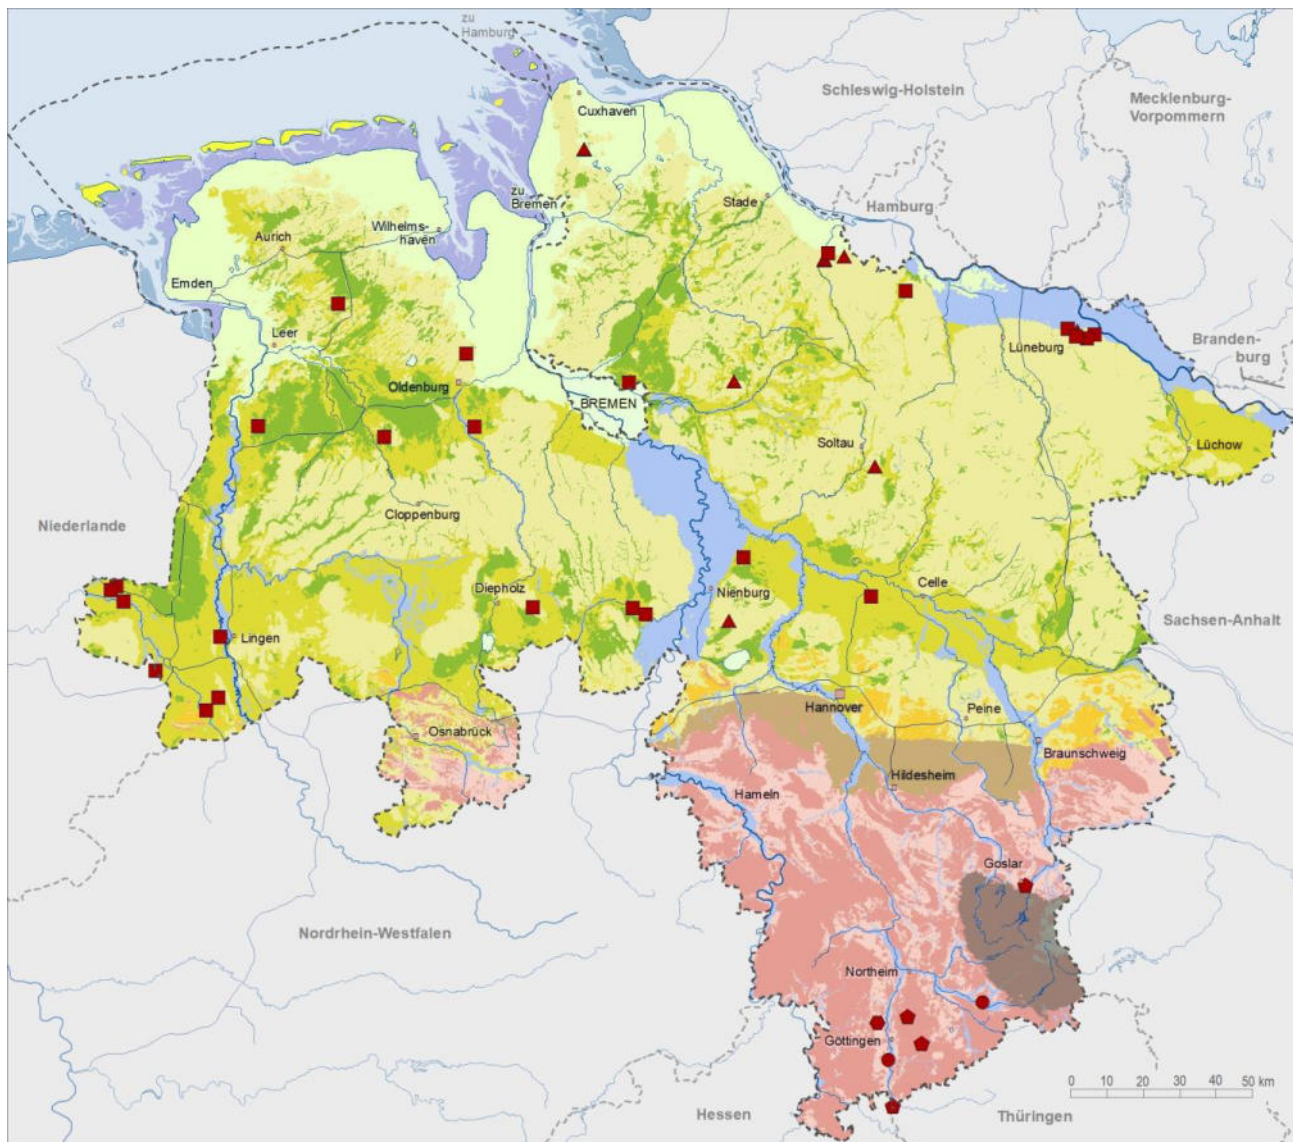 zu
Hamburg
Cuxhaven
Schleswig-Holstein
Mecklenburg-
Vorpommern
zu
Bremen
Stade
Hamburg
Wilhelms-
haven
Aurich
Emden
Leer
Lüneburg
Branden-
burg
Oldenburg
BREMEN
Soltau
Lüchow
Niederlande
Cloppenburg
Diepholz
Nienburg
Celle
Sachsen-Anhalt
Lingen
Hannover
Peine
Osnabrück
Braunschweig
Hildesheim
Hameln
Goslar
Nordrhein-Westfalen
Northeim
Göttingen
0 10 20 30 40 50 km
Hessen
Thüringen